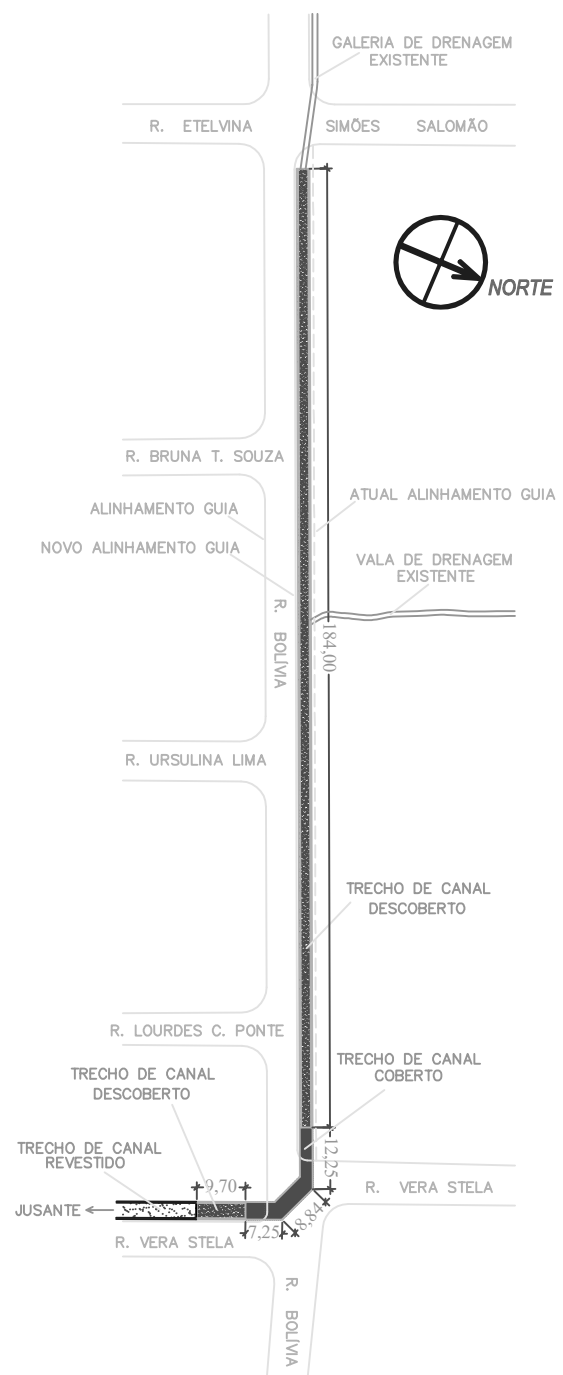 GALERIA DE DRENAGEM
EXISTENTE
R. ETELVINA SIMÕES SALOMÃO
NORTE
R. BRUNA T. SOUZA
ATUAL ALINHAMENTO GUIA
ALINHAMENTO GUIA
NOVO ALINHAMENTO GUIA
VALA DE DRENAGEM
EXISTENTE
R. BOLÍVIA
184,00
R. URSULINA LIMA
TRECHO DE CANAL
DESCOBERTO
R. LOURDES C. PONTE
TRECHO DE CANAL
COBERTO
TRECHO DE CANAL
DESCOBERTO
TRECHO DE CANAL
REVESTIDO
12,25
9,70
R. VERA STELA
JUSANTE
8,84
7,25
R. VERA STELA
R. BOLÍVIA